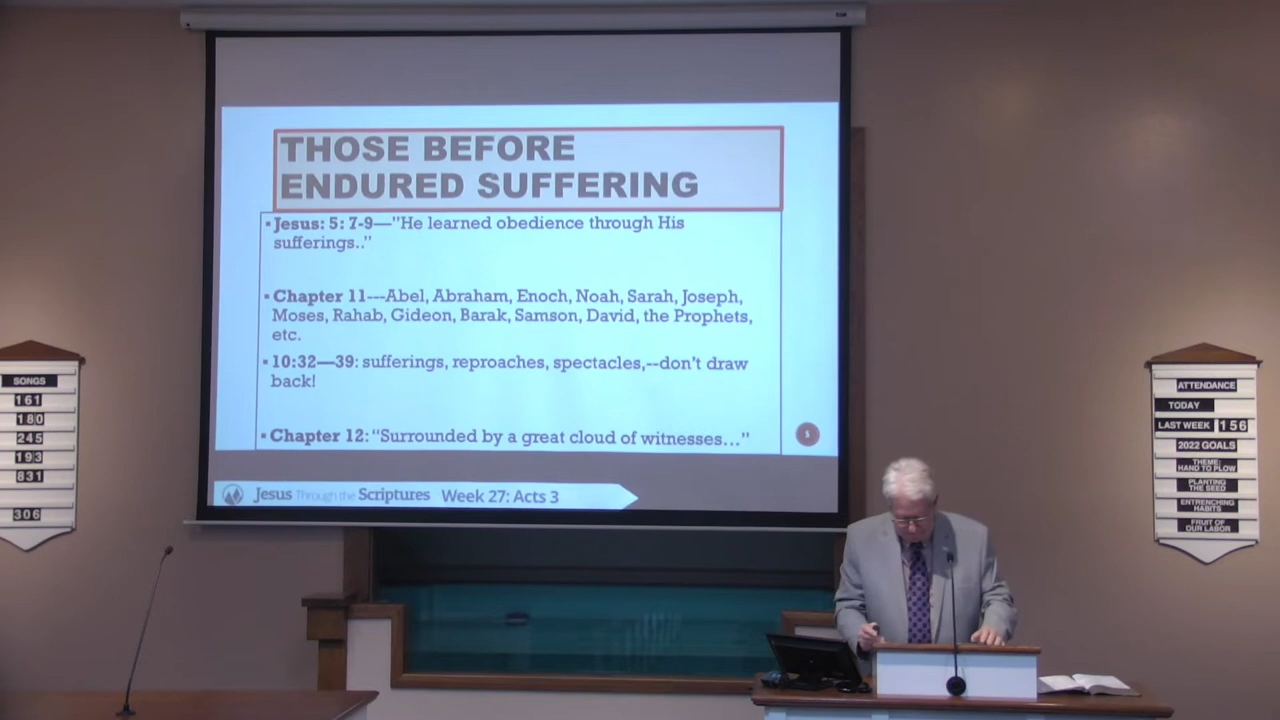 THOSE BEFORE
ENDURED SUFFERING
▪ Jesus: 5: 7-9—"He learned obedience through His
sufferings.."
▪ Chapter 11---Abel, Abraham, Enoch, Noah, Sarah, Joseph,
Moses, Rahab, Gideon, Barak, Samson, David, the Prophets,
etc.
▪ 10:32—39: sufferings, reproaches, spectacles,--don't draw
back!
▪ Chapter 12: "Surrounded by a great cloud of witnesses…"
5
Jesus Through the Scriptures Week 27: Acts 3
SONGS
161
180
245
193
831
306
ATTENDANCE
TODAY
LAST WEEK 156
2022 GOALS
THEME:
HAND TO PLOW
PLANTING
THE SEED
ENTRENCHING
HABITS
FRUIT OF
OUR LABOR